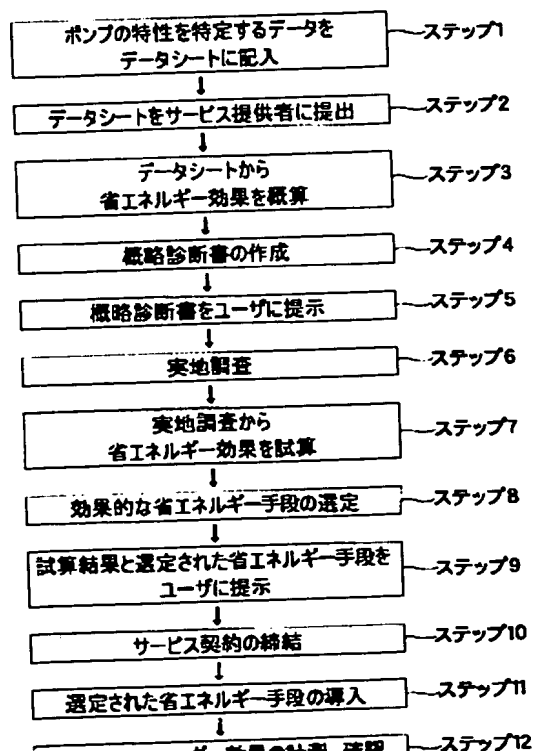 ポンプの特性を特定するデータを
データシートに記入
ステップ1
データシートをサービス提供者に提出
ステップ2
データシートから
省エネルギー効果を概算
ステップ3
概略診断書の作成
ステップ4
概略診断書をユーザに提示
ステップ5
実地調査
ステップ6
実地調査から
省エネルギー効果を試算
ステップ7
効果的な省エネルギー手段の選定
ステップ8
試算結果と選定された省エネルギー手段を
ユーザに提示
ステップ9
サービス契約の締結
ステップ10
選定された省エネルギー手段の導入
ステップ11
ギー効果の計測、確認
ステップ12